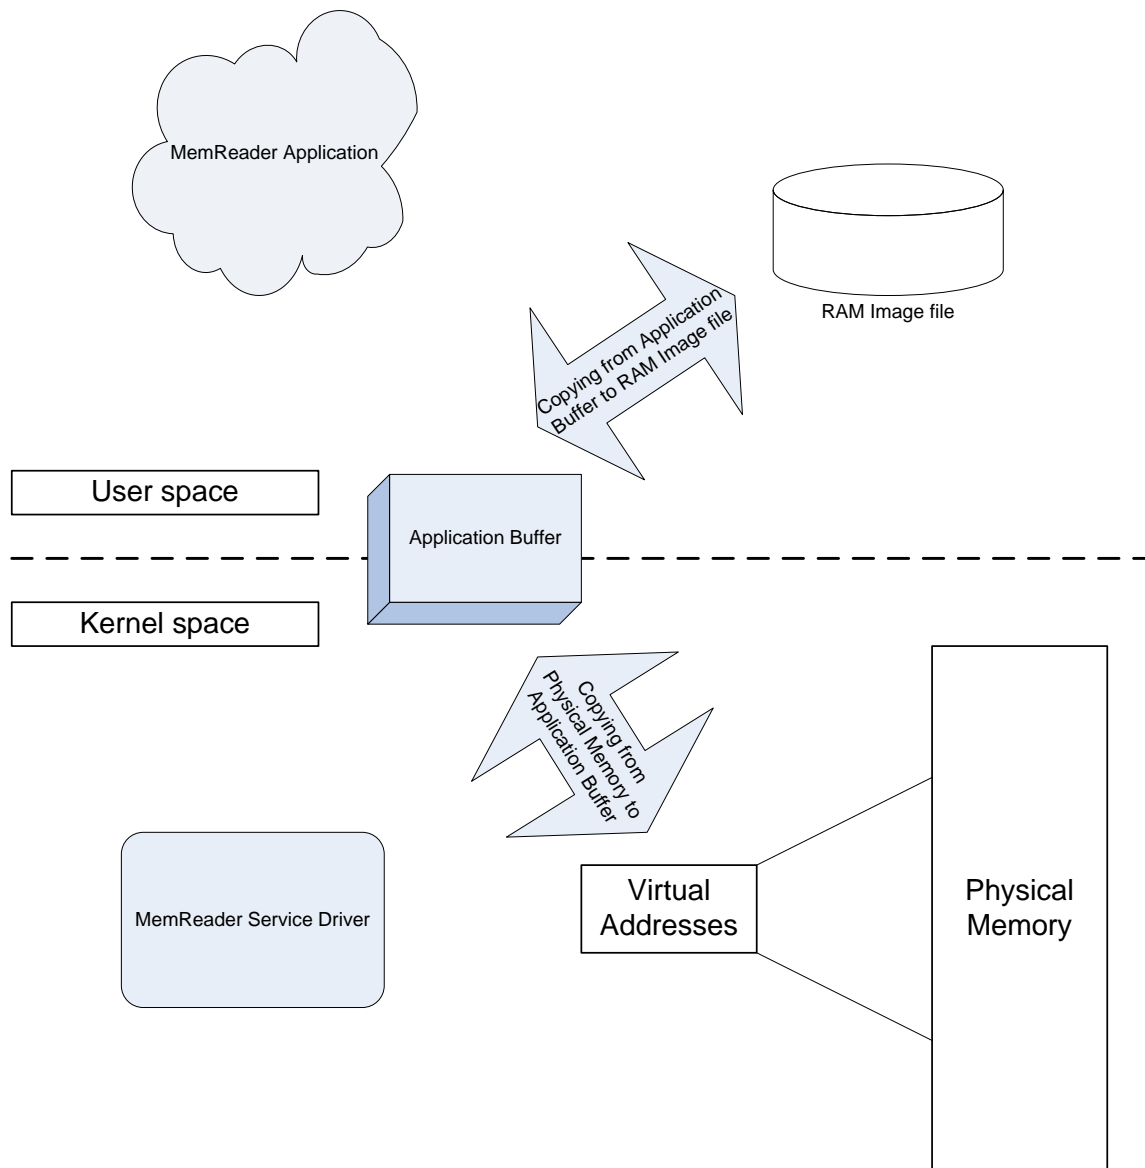 MemReader Application
RAM Image file
Copying from Application
Buffer to RAM Image file
User space
Application Buffer
Kernel space
Copying from
Physical Memory to
Application Buffer
MemReader Service Driver
Virtual
Addresses
Physical
Memory